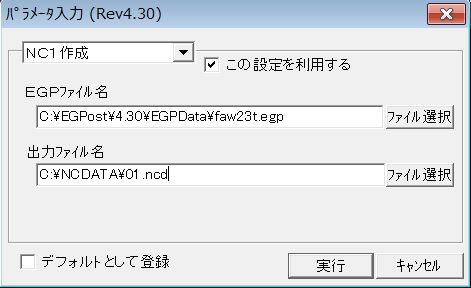 ﾊﾟﾗﾒｰﾀ入力 (Rev4.30)
NC1作成
この設定を利用する
EGPファイル名
C:¥EGPost¥4.30¥EGPData¥faw23t.egp
ファイル選択
出力ファイル名
C:¥NCDATA¥01.ncd
ファイル選択
デフォルトとして登録
実行
ｷｬﾝｾﾙ